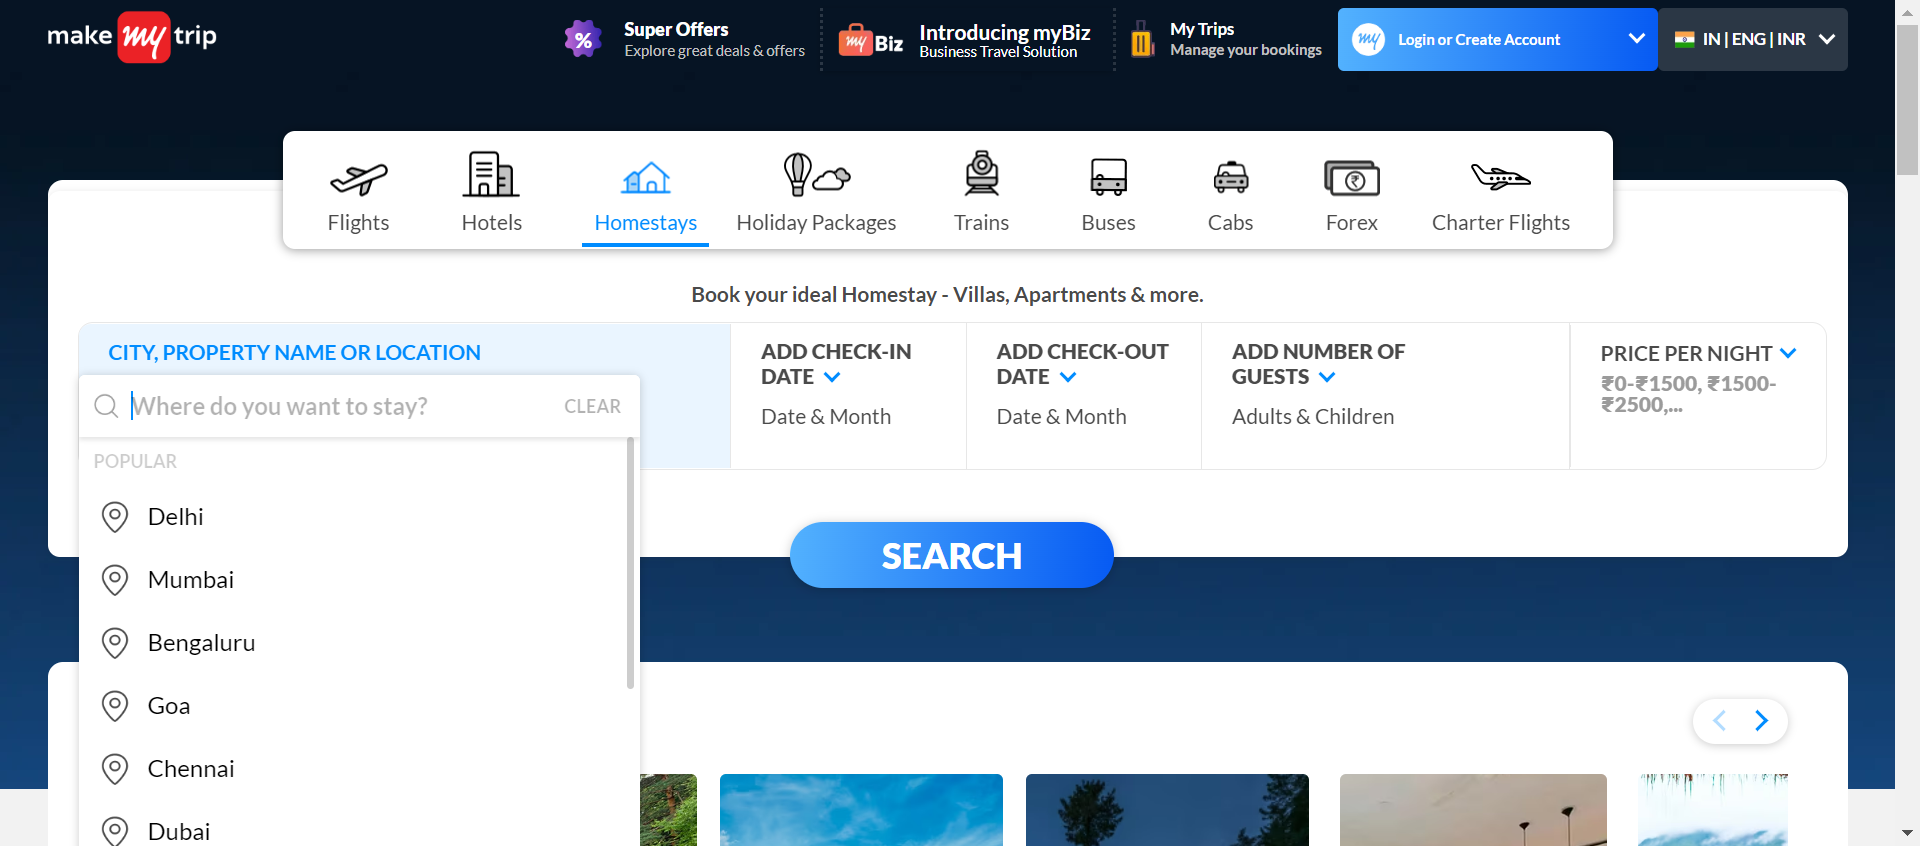 make my trip
Super Offers
Explore great deals & offers
my Biz
Introducing myBiz
Business Travel Solution
My Trips
Manage your bookings
my
Login or Create Account
IN | ENG | INR
Flights
Hotels
Homestays
Holiday Packages
Trains
Buses
Cabs
Forex
Charter Flights
Book your ideal Homestay - Villas, Apartments & more.
CITY, PROPERTY NAME OR LOCATION
Where do you want to stay?
CLEAR
ADD CHECK-IN
DATE
Date & Month
ADD CHECK-OUT
DATE
Date & Month
ADD NUMBER OF
GUESTS
Adults & Children
PRICE PER NIGHT
₹0-₹1500, ₹1500-
₹2500,...
POPULAR
Delhi
Mumbai
Bengaluru
Goa
Chennai
Dubai
SEARCH